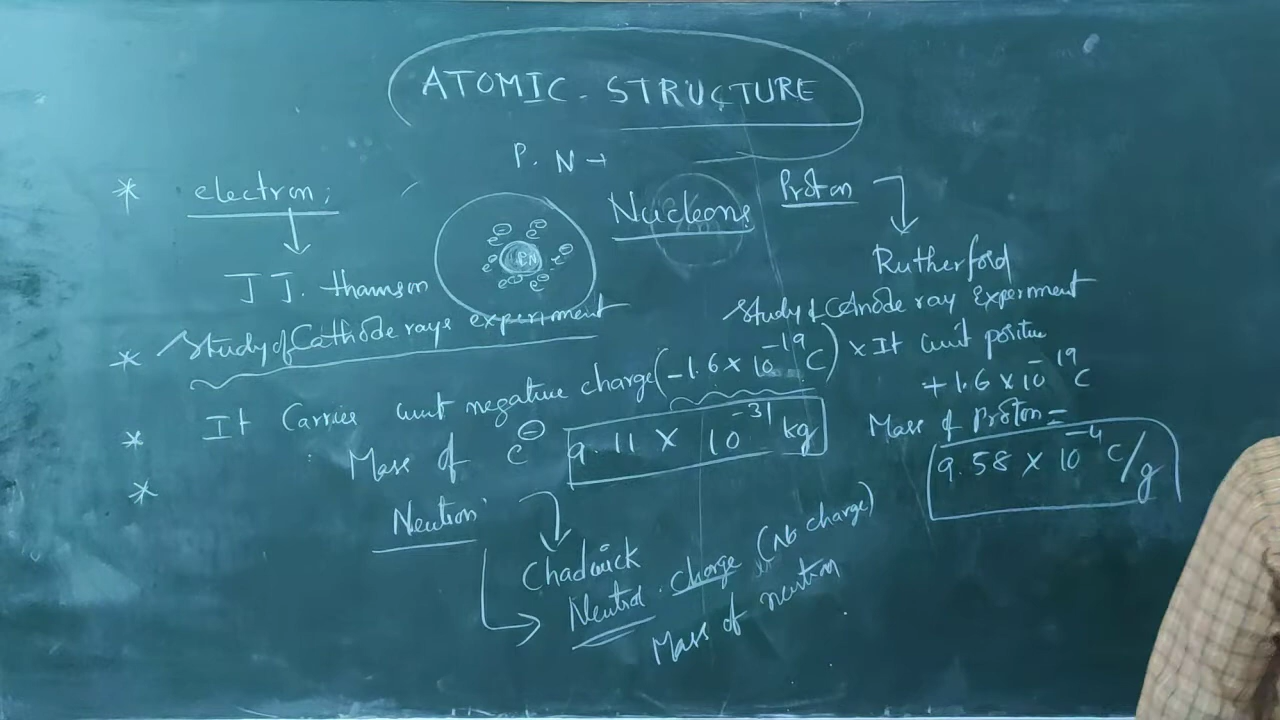 ATOMIC STRUCTURE
P. N →
* electron;
J J. thamson
* Study of Cathode rays experiment
* It Carries unit negative charge (-1.6 × 10⁻¹⁹ C)
* Mass of e⊖ 9.11 × 10⁻³¹ kg
e⊖ e⊖
e⊖ PN e⊖
e⊖ e⊖
Nucleons
Proton
Rutherford
Study of Anode ray Experiment
× It unit positive
+ 1.6 × 10⁻¹⁹ C
Mass of Proton =
9.58 × 10⁻⁴ C/g
Neutron
Chadwick
Neutral charge (No charge)
Mass of neutron